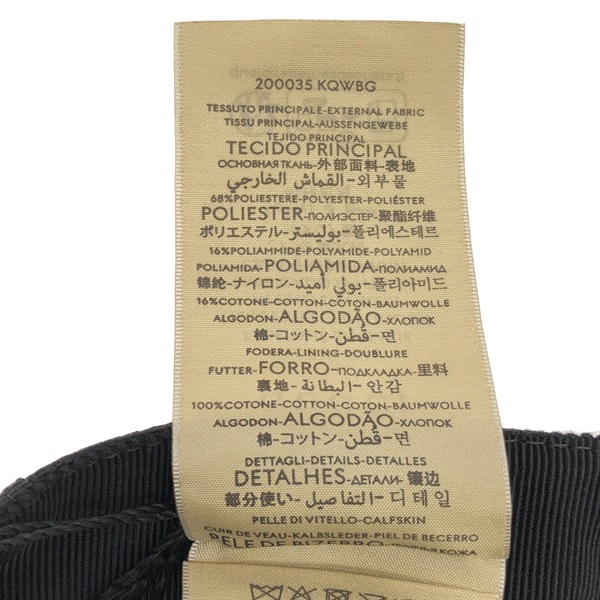 200035 KQWBG
TESSUTO PRINCIPALE-EXTERNAL FABRIC
TISSU PRINCIPAL-AUSSENGEWEBE
TEJIDO PRINCIPAL
TECIDO PRINCIPAL
ОСНОВНАЯ ТКАНЬ-外部面料-表地
القماش الخارجي-외부물
68%POLIESTERE-POLYESTER-POLIÉSTER
POLIESTER-ПОЛИЭСТЕР-聚酯纤维
ポリエステル-بوليستر-폴리에스테르
16%POLIAMMIDE-POLYAMIDE-POLYAMID
POLIAMIDA-POLIAMIDA-ПОЛИАМИД
锦纶-ナイロン-بولي أميد-폴리아미드
16%COTONE-COTTON-COTON-BAUMWOLLE
ALGODON-ALGODÃO-ХЛОПОК
棉-コットン-قطن-면
FODERA-LINING-DOUBLURE
FUTTER-FORRO-ПОДКЛАДКА-里料
裏地-البطانة-안감
100%COTONE-COTTON-COTON-BAUMWOLLE
ALGODON-ALGODÃO-ХЛОПОК
棉-コットン-قطن-면
DETTAGLI-DETAILS-DETALLES
DETALHES-ДЕТАЛИ-镶边
部分使い-التفاصيل-디테일
PELLE DI VITELLO-CALFSKIN
CUIR DE VEAU-KALBSLEDER-PIEL DE BECERRO
PELE DE BIZERRO-КОЖА